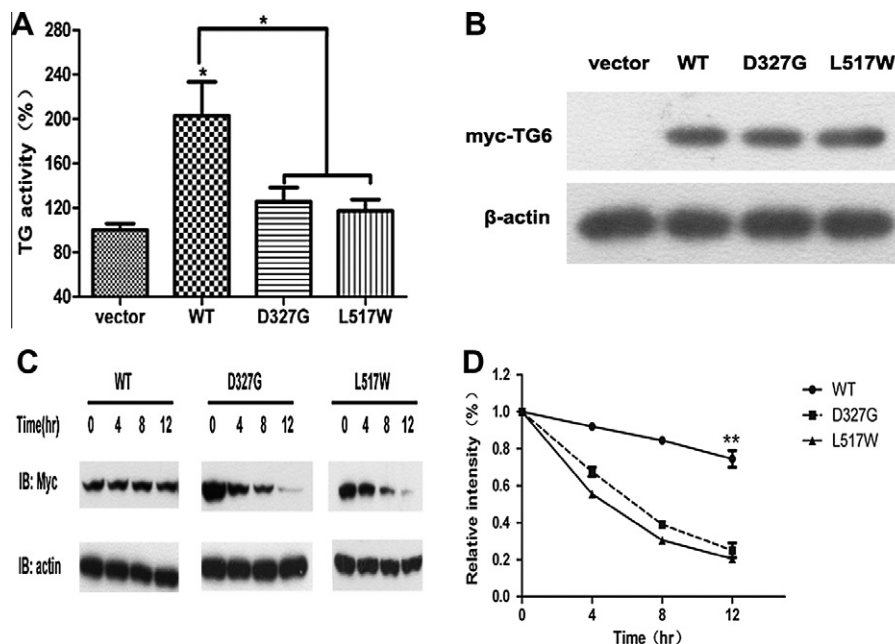 A
TG activity (%)
280
240
200
160
120
80
40
*
*
vector WT D327G L517W
B
vector WT D327G L517W
myc-TG6
β-actin
C
WT D327G L517W
Time(hr) 0 4 8 12 0 4 8 12 0 4 8 12
IB: Myc
IB: actin
D
Relative intensity (%)
1.2
1.0
0.8
0.6
0.4
0.2
0.0
**
WT
D327G
L517W
0 4 8 12
Time (hr)